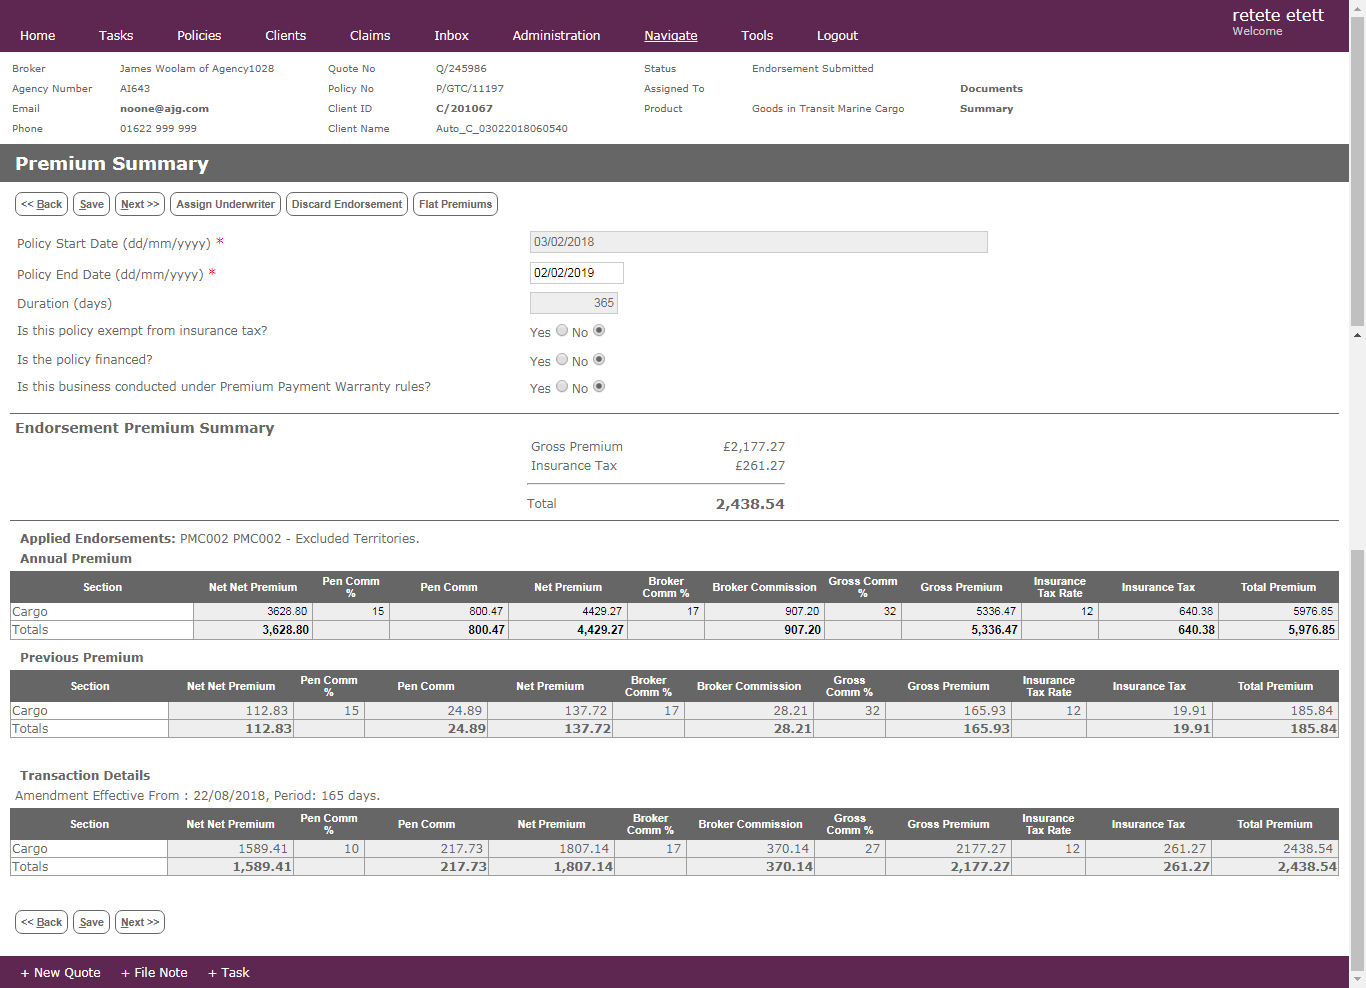 retete etett
Welcome
Home Tasks Policies Clients Claims Inbox Administration Navigate Tools Logout
Broker James Woolam of Agency1028 Quote No Q/245986 Status Endorsement Submitted
Agency Number AI643 Policy No P/GTC/11197 Assigned To Documents
Email noone@ajg.com Client ID C/201067 Product Goods in Transit Marine Cargo Summary
Phone 01622 999 999 Client Name Auto_C_03022018060540
Premium Summary
<< Back Save Next >> Assign Underwriter Discard Endorsement Flat Premiums
Policy Start Date (dd/mm/yyyy) * 03/02/2018
Policy End Date (dd/mm/yyyy) * 02/02/2019
Duration (days) 365
Is this policy exempt from insurance tax? Yes No
Is the policy financed? Yes No
Is this business conducted under Premium Payment Warranty rules? Yes No
Endorsement Premium Summary
Gross Premium £2,177.27
Insurance Tax £261.27
Total 2,438.54
Applied Endorsements: PMC002 PMC002 - Excluded Territories.
Annual Premium
Section Net Net Premium Pen Comm % Pen Comm Net Premium Broker Comm % Broker Commission Gross Comm % Gross Premium Insurance Tax Rate Insurance Tax Total Premium
Cargo 3628.80 15 800.47 4429.27 17 907.20 32 5336.47 12 640.38 5976.85
Totals 3,628.80 800.47 4,429.27 907.20 5,336.47 640.38 5,976.85
Previous Premium
Section Net Net Premium Pen Comm % Pen Comm Net Premium Broker Comm % Broker Commission Gross Comm % Gross Premium Insurance Tax Rate Insurance Tax Total Premium
Cargo 112.83 15 24.89 137.72 17 28.21 32 165.93 12 19.91 185.84
Totals 112.83 24.89 137.72 28.21 165.93 19.91 185.84
Transaction Details
Amendment Effective From : 22/08/2018, Period: 165 days.
Section Net Net Premium Pen Comm % Pen Comm Net Premium Broker Comm % Broker Commission Gross Comm % Gross Premium Insurance Tax Rate Insurance Tax Total Premium
Cargo 1589.41 10 217.73 1807.14 17 370.14 27 2177.27 12 261.27 2438.54
Totals 1,589.41 217.73 1,807.14 370.14 2,177.27 261.27 2,438.54
<< Back Save Next >>
+ New Quote + File Note + Task